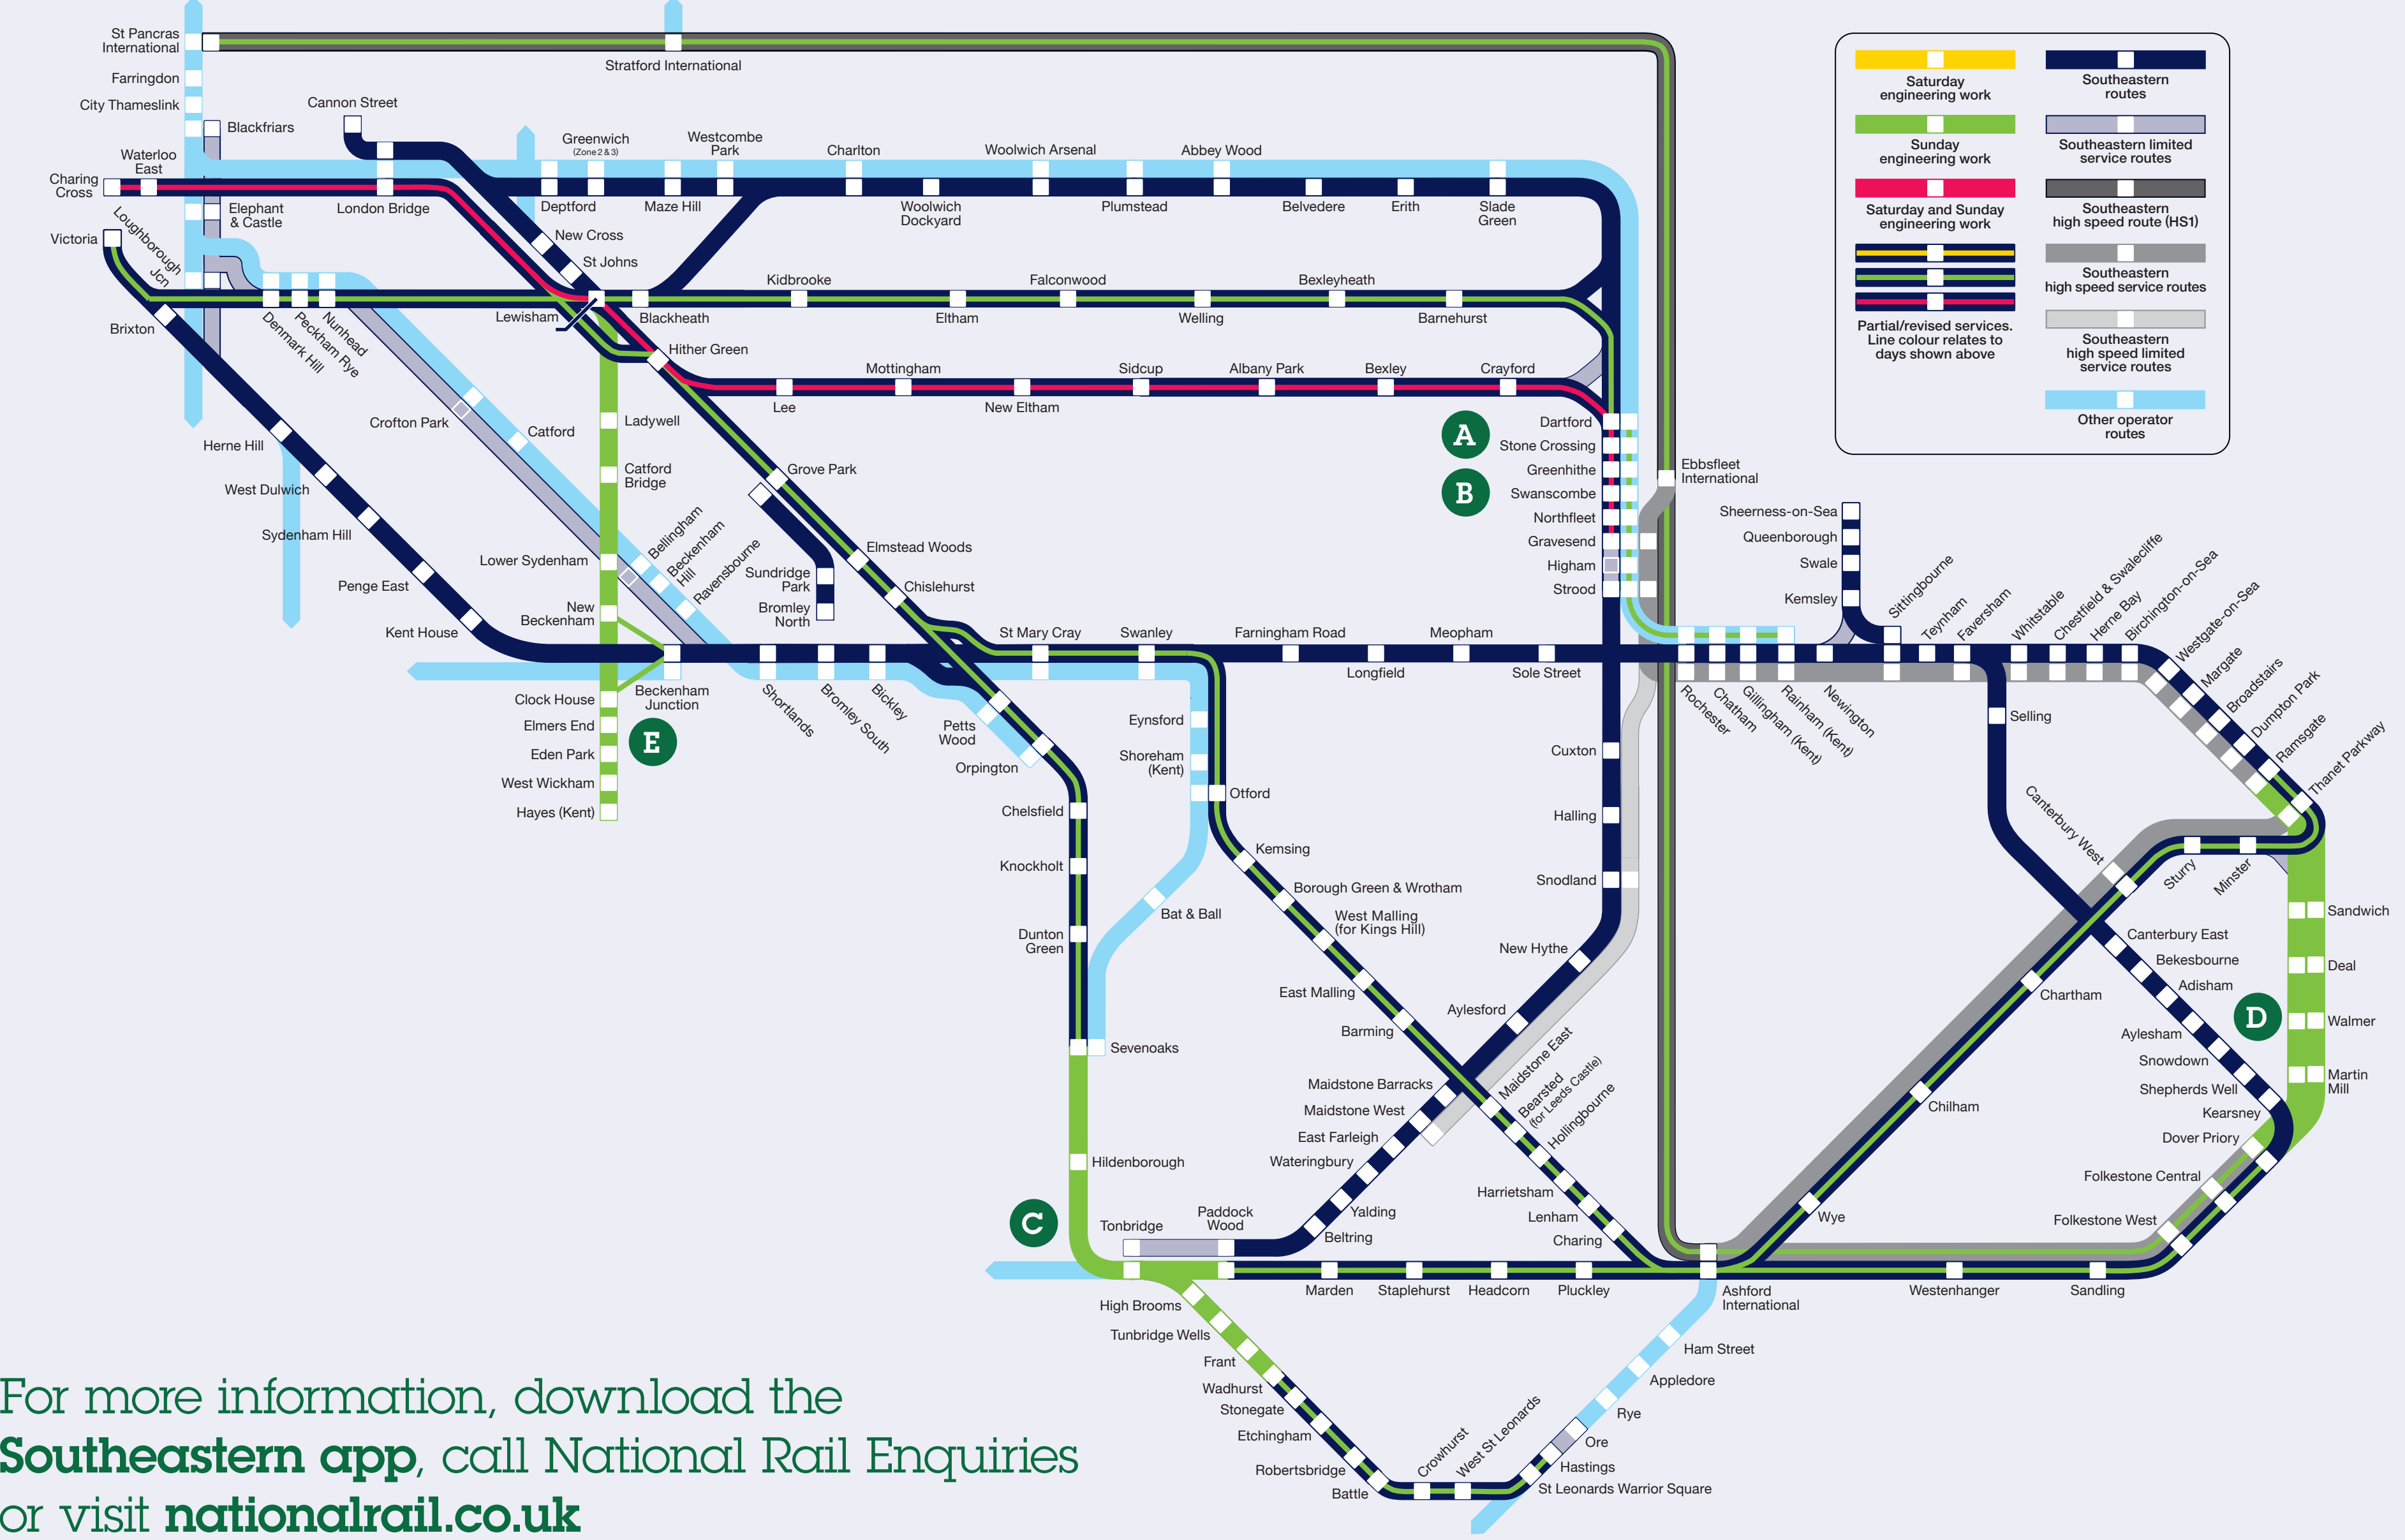 St Pancras
International
Stratford International
Farringdon
City Thameslink
Cannon Street
Blackfriars
Waterloo
East
Charing
Cross
Elephant
& Castle
London Bridge
Loughborough
Jcn
Victoria
Greenwich
(Zone 2 & 3)
Westcombe
Park
Charlton
Woolwich Arsenal
Abbey Wood
Deptford
Maze Hill
Woolwich
Dockyard
Plumstead
Belvedere
Erith
Slade
Green
New Cross
St Johns
Kidbrooke
Falconwood
Bexleyheath
Lewisham
Blackheath
Eltham
Welling
Barnehurst
Brixton
Denmark Hill
Peckham Rye
Nunhead
Hither Green
Mottingham
Sidcup
Albany Park
Bexley
Crayford
Lee
New Eltham
Crofton Park
Catford
Ladywell
Catford
Bridge
Herne Hill
West Dulwich
Sydenham Hill
Penge East
Kent House
Lower Sydenham
New
Beckenham
Bellingham
Beckenham
Hill
Ravensbourne
Grove Park
Elmstead Woods
Chislehurst
Sundridge
Park
Bromley
North
Clock House
Elmers End
Eden Park
West Wickham
Hayes (Kent)
E
Beckenham
Junction
Shortlands
Bromley South
Bickley
Petts
Wood
Orpington
St Mary Cray
Swanley
Farningham Road
Longfield
Meopham
Sole Street
A
B
Dartford
Stone Crossing
Greenhithe
Swanscombe
Northfleet
Gravesend
Higham
Strood
Ebbsfleet
International
Sheerness-on-Sea
Queenborough
Swale
Kemsley
Sittingbourne
Teynham
Faversham
Whitstable
Chestfield & Swalecliffe
Herne Bay
Birchington-on-Sea
Westgate-on-Sea
Margate
Broadstairs
Dumpton Park
Ramsgate
Thanet Parkway
Rochester
Chatham
Gillingham (Kent)
Rainham (Kent)
Newington
Selling
Eynsford
Shoreham
(Kent)
Otford
Kemsing
Borough Green & Wrotham
West Malling
(for Kings Hill)
East Malling
Barming
Bat & Ball
Chelsfield
Knockholt
Dunton
Green
Sevenoaks
Hildenborough
C
Tonbridge
Paddock
Wood
Cuxton
Halling
Snodland
New Hythe
Aylesford
Maidstone Barracks
Maidstone West
East Farleigh
Wateringbury
Yalding
Beltring
Maidstone East
Bearsted
(for Leeds Castle)
Hollingbourne
Harrietsham
Lenham
Charing
Canterbury West
Sturry
Minster
Canterbury East
Bekesbourne
Adisham
Aylesham
Snowdown
Shepherds Well
Kearsney
Dover Priory
Folkestone Central
Folkestone West
Chartham
Chilham
Wye
D
Sandwich
Deal
Walmer
Martin
Mill
Marden
Staplehurst
Headcorn
Pluckley
Ashford
International
Westenhanger
Sandling
High Brooms
Tunbridge Wells
Frant
Wadhurst
Stonegate
Etchingham
Robertsbridge
Battle
Crowhurst
West St Leonards
St Leonards Warrior Square
Hastings
Ore
Rye
Appledore
Ham Street
Saturday
engineering work
Sunday
engineering work
Saturday and Sunday
engineering work
Partial/revised services.
Line colour relates to
days shown above
Southeastern
routes
Southeastern limited
service routes
Southeastern
high speed route (HS1)
Southeastern
high speed service routes
Southeastern
high speed limited
service routes
Other operator
routes
For more information, download the
Southeastern app, call National Rail Enquiries
or visit nationalrail.co.uk